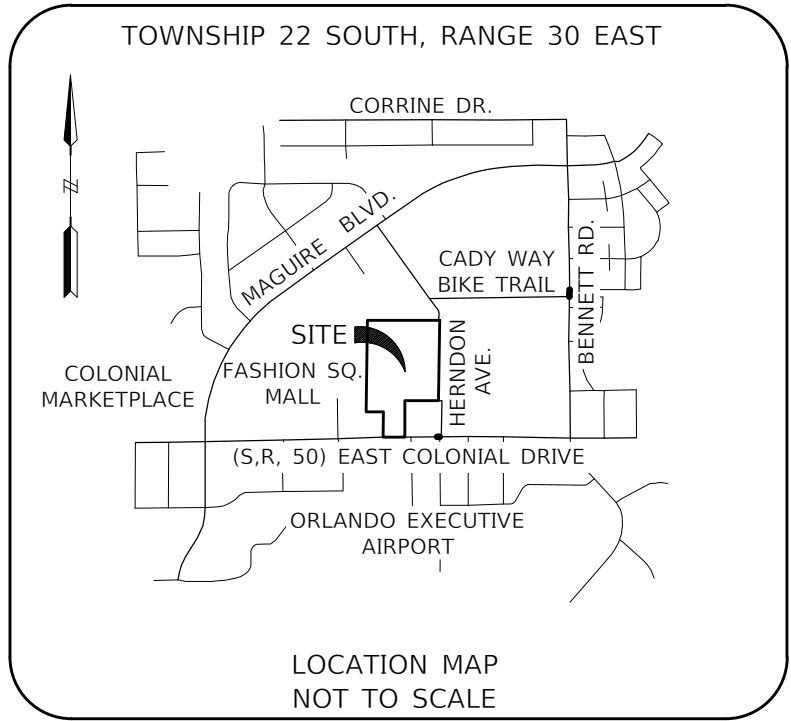 TOWNSHIP 22 SOUTH, RANGE 30 EAST
CORRINE DR.
N
MAGUIRE BLVD.
CADY WAY
BIKE TRAIL
BENNETT RD.
SITE
HERNDON
AVE.
COLONIAL
MARKETPLACE
FASHION SQ.
MALL
(S,R, 50) EAST COLONIAL DRIVE
ORLANDO EXECUTIVE
AIRPORT
LOCATION MAP
NOT TO SCALE